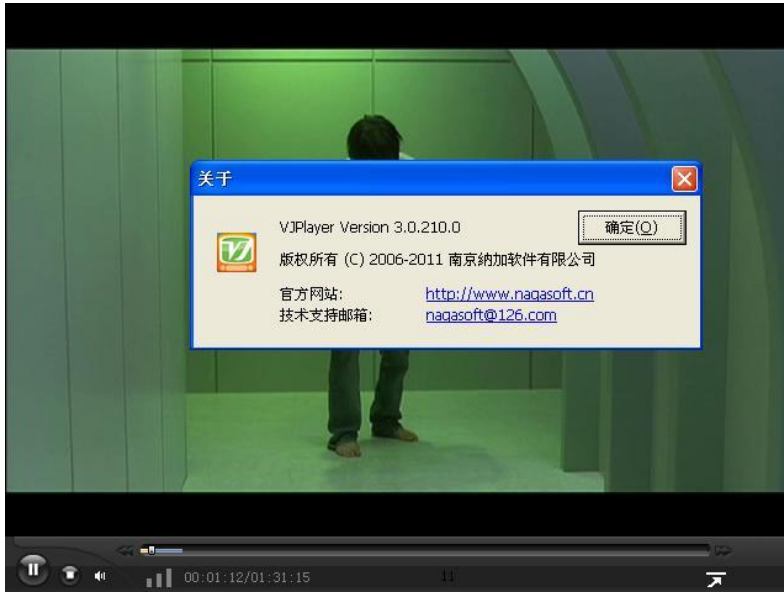 关于
VJPlayer Version 3.0.210.0
确定(O)
版权所有 (C) 2006-2011 南京纳加软件有限公司
官方网站: http://www.nagasoft.cn
技术支持邮箱: nagasoft@126.com
00:01:12/01:31:15